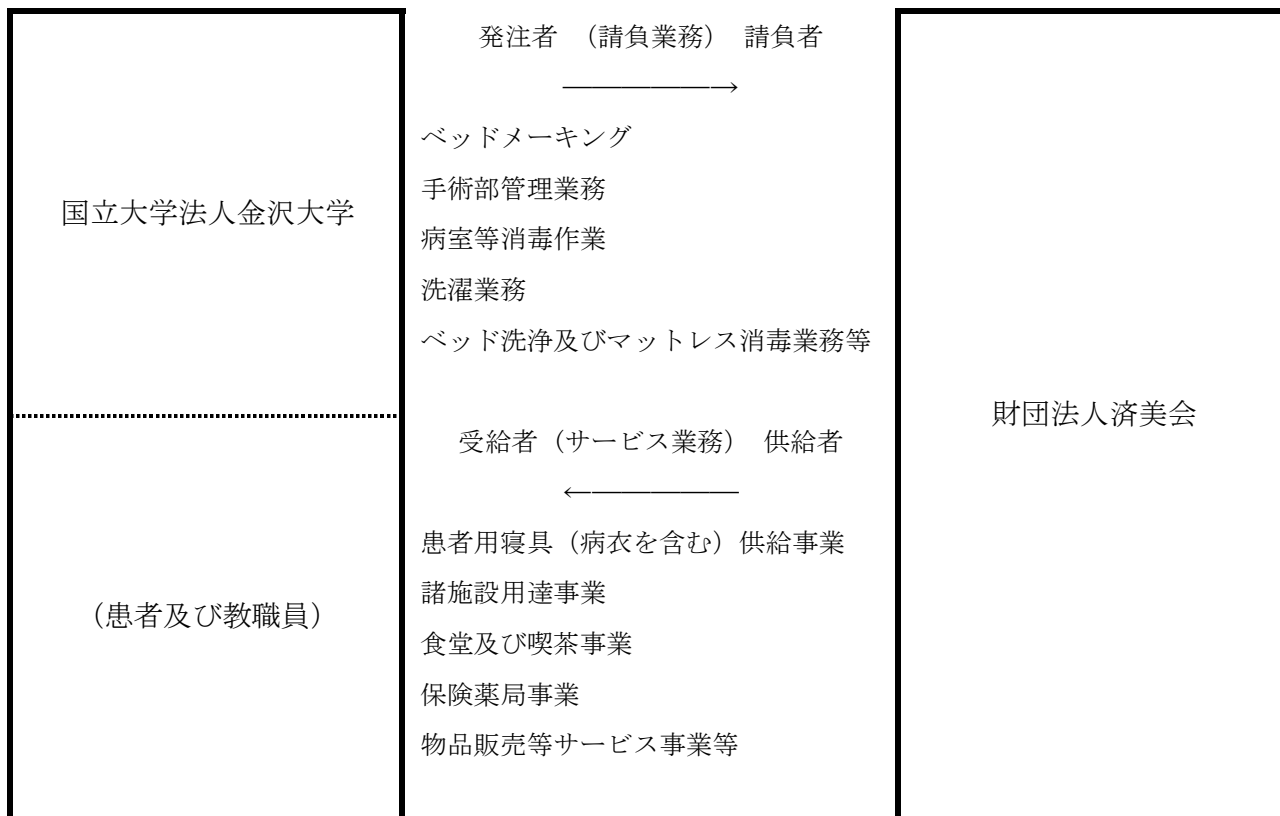 国立大学法人金沢大学
(患者及び教職員)
発注者 (請負業務) 請負者
――――――→
ベッドメーキング
手術部管理業務
病室等消毒作業
洗濯業務
ベッド洗浄及びマットレス消毒業務等
受給者(サービス業務) 供給者
←――――――
患者用寝具(病衣を含む)供給事業
諸施設用達事業
食堂及び喫茶事業
保険薬局事業
物品販売等サービス事業等
財団法人済美会